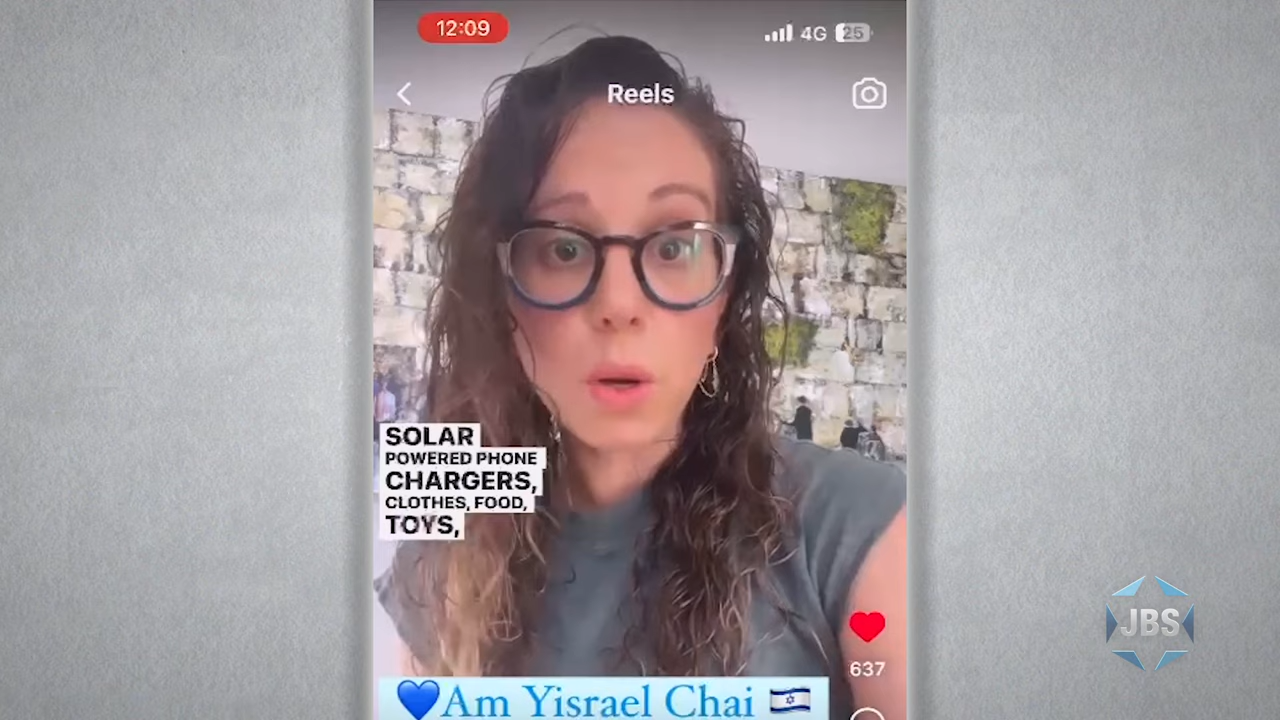 12:09
4G
25
Reels
SOLAR
POWERED PHONE
CHARGERS,
CLOTHES, FOOD,
TOYS,
637
JBS
💙Am Yisrael Chai 🇮🇱